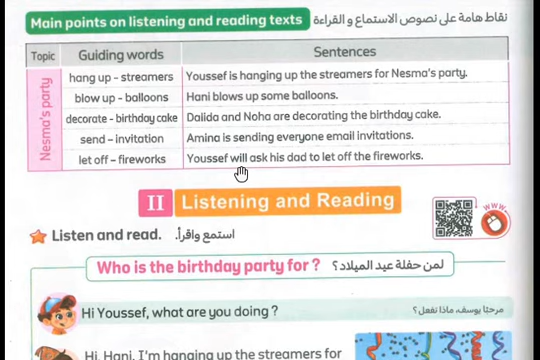 Main points on listening and reading texts نقاط هامة على نصوص الاستماع و القراءة
Topic Guiding words Sentences
Nesma's party
hang up - streamers Youssef is hanging up the streamers for Nesma's party.
blow up - balloons Hani blows up some balloons.
decorate - birthday cake Dalida and Noha are decorating the birthday cake.
send - invitation Amina is sending everyone email invitations.
let off - fireworks Youssef will ask his dad to let off the fireworks.
II Listening and Reading
WWW.
Listen and read. استمع واقرأ.
Who is the birthday party for ? لمن حفلة عيد الميلاد؟
Hi Youssef, what are you doing ? مرحبًا يوسف، ماذا تفعل؟
Hi, Hani. I'm hanging up the streamers for